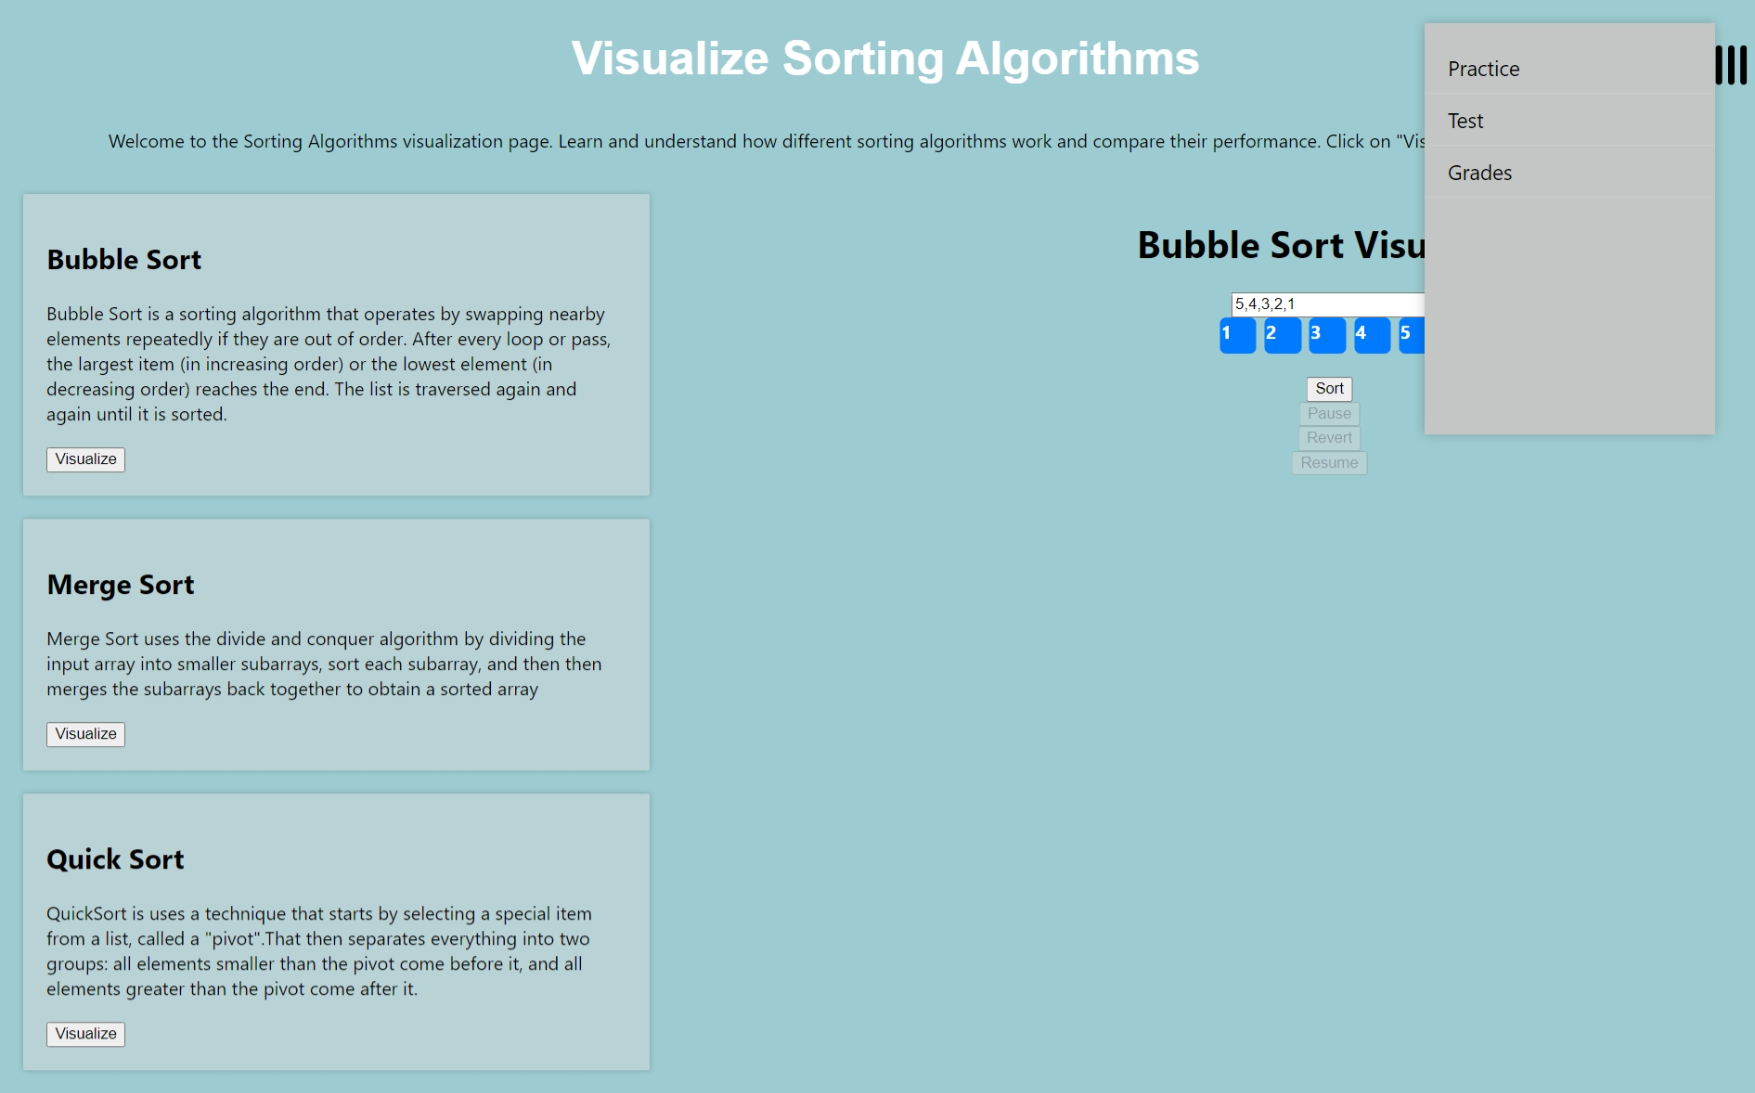 Visualize Sorting Algorithms
Practice
Test
Grades
Welcome to the Sorting Algorithms visualization page. Learn and understand how different sorting algorithms work and compare their performance. Click on "Vis
Bubble Sort
Bubble Sort is a sorting algorithm that operates by swapping nearby
elements repeatedly if they are out of order. After every loop or pass,
the largest item (in increasing order) or the lowest element (in
decreasing order) reaches the end. The list is traversed again and
again until it is sorted.
Visualize
Bubble Sort Visu
5,4,3,2,1
1 2 3 4 5
Sort
Pause
Revert
Resume
Merge Sort
Merge Sort uses the divide and conquer algorithm by dividing the
input array into smaller subarrays, sort each subarray, and then then
merges the subarrays back together to obtain a sorted array
Visualize
Quick Sort
QuickSort is uses a technique that starts by selecting a special item
from a list, called a "pivot".That then separates everything into two
groups: all elements smaller than the pivot come before it, and all
elements greater than the pivot come after it.
Visualize